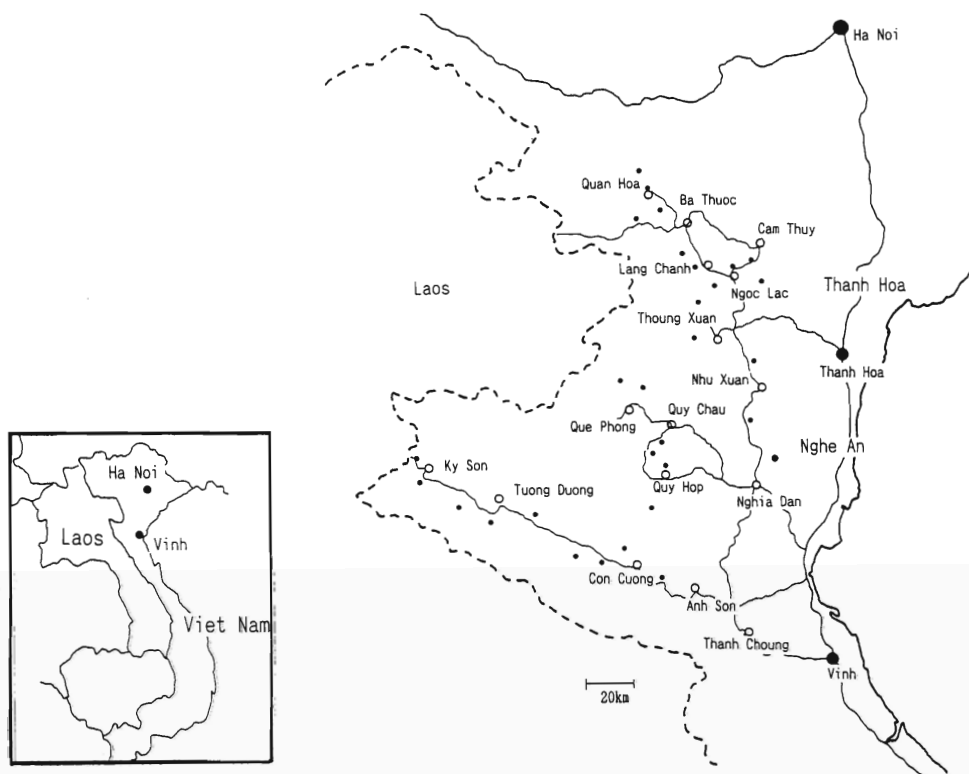 Ha Noi
Quan Hoa
Ba Thuoc
Cam Thuy
Lang Chanh
Laos
Ngoc Lac
Thanh Hoa
Thoung Xuan
Thanh Hoa
Nhu Xuan
Que Phong
Quy Chau
Nghe An
Ky Son
Tuong Duong
Quy Hop
Nghia Dan
Con Cuong
Anh Son
Thanh Choung
Vinh
20km
Ha Noi
Laos
Vinh
Viet Nam